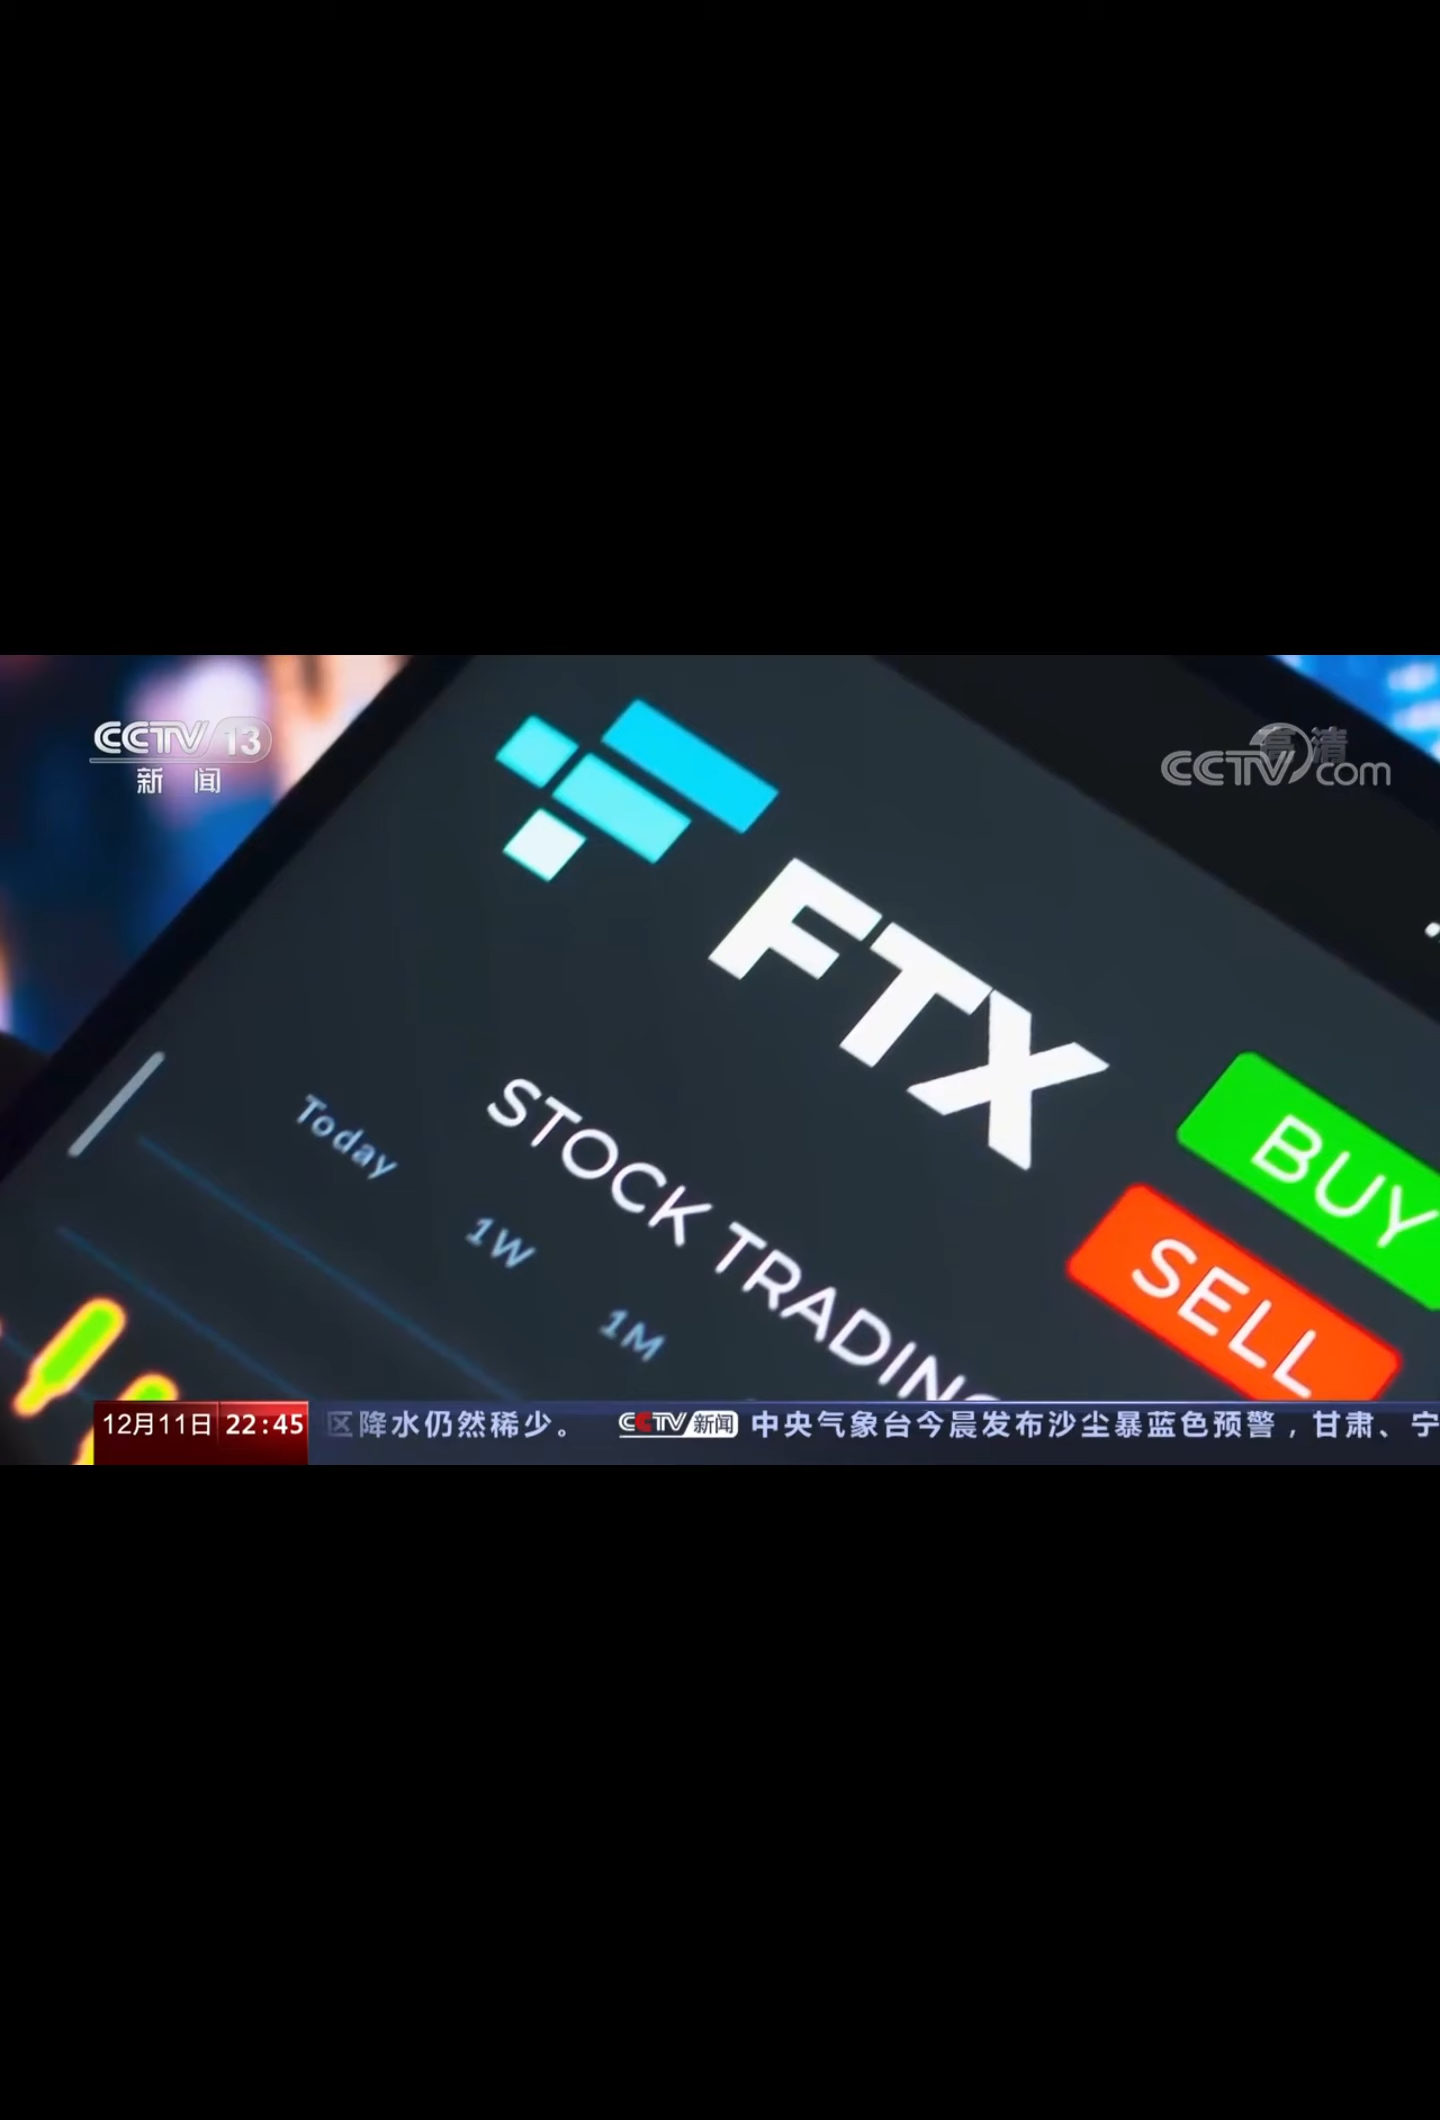 CCTV 13
新闻
高清
CCTV com
FTX
BUY
SELL
STOCK TRADING
Today
1W
1M
12月11日 22:45 区降水仍然稀少。 CCTV 新闻 中央气象台今晨发布沙尘暴蓝色预警，甘肃、宁